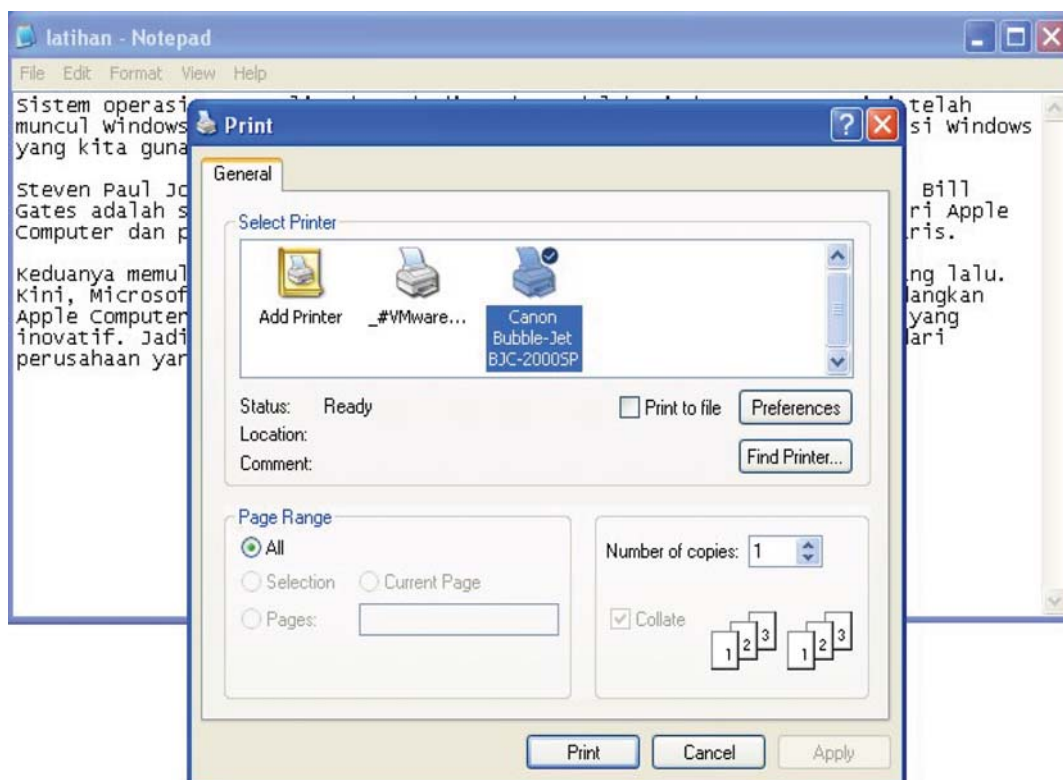 latihan - Notepad
File Edit Format View Help
Sistem operasi telah
muncul Windows si Windows
yang kita guna
Steven Paul Jo Bill
Gates adalah s ri Apple
Computer dan p ris.
Keduanya memul ng lalu.
Kini, Microsof angkan
Apple Computer yang
inovatif. Jadi ari
perusahaan yar
Print
General
Select Printer
Add Printer
_#VMware...
Canon
Bubble-Jet
BJC-2000SP
Status: Ready
Print to file
Preferences
Location:
Comment:
Find Printer...
Page Range
All
Selection
Current Page
Pages:
Number of copies: 1
Collate
1 2 3 1 2 3
Print
Cancel
Apply